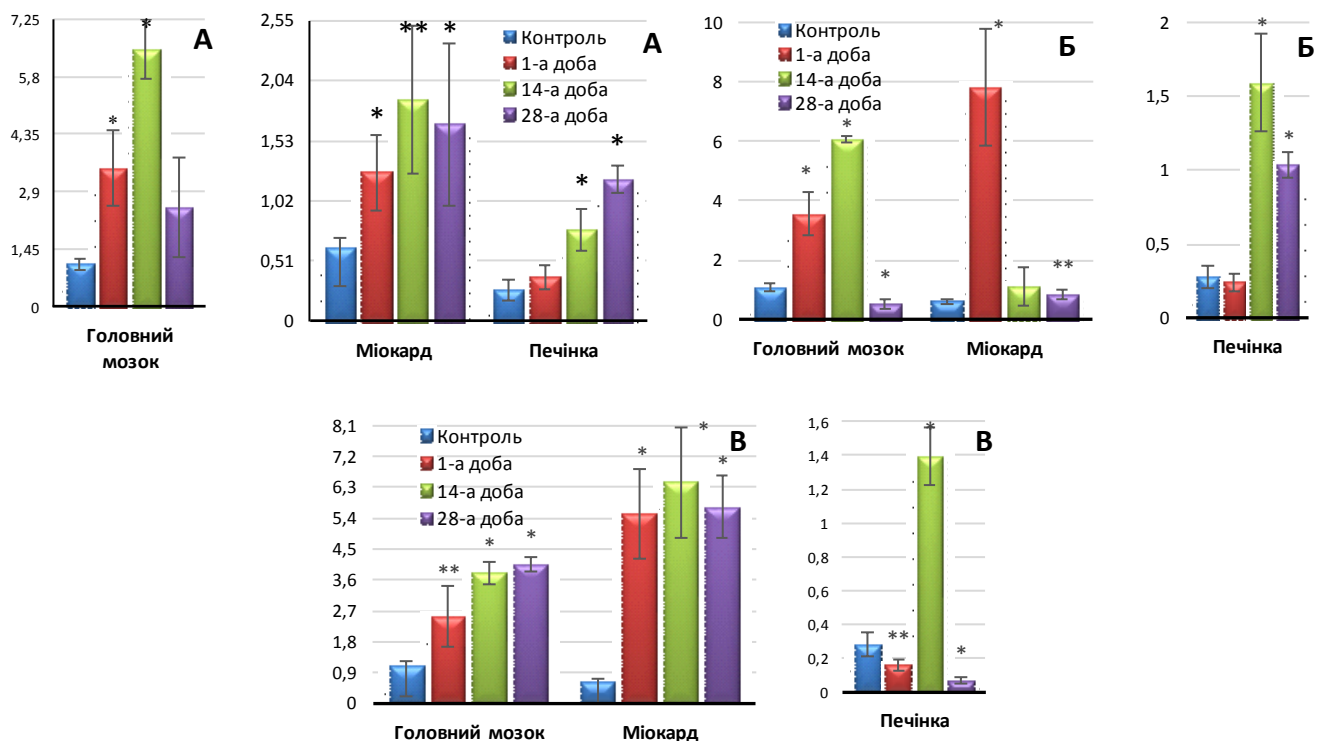 7,25
5,8
4,35
2,9
1,45
0
*
*
А
Головний
мозок
2,55
2,04
1,53
1,02
0,51
0
*
**
*
*
*
А
Контроль
1-а доба
14-а доба
28-а доба
Міокард
Печінка
10
8
6
4
2
0
Контроль
1-а доба
14-а доба
28-а доба
*
*
*
*
**
Б
Головний мозок
Міокард
2
1,5
1
0,5
0
*
*
Б
Печінка
8,1
7,2
6,3
5,4
4,5
3,6
2,7
1,8
0,9
0
Контроль
1-а доба
14-а доба
28-а доба
**
*
*
*
*
*
В
Головний мозок
Міокард
1,6
1,4
1,2
1
0,8
0,6
0,4
0,2
0
**
*
*
В
Печінка